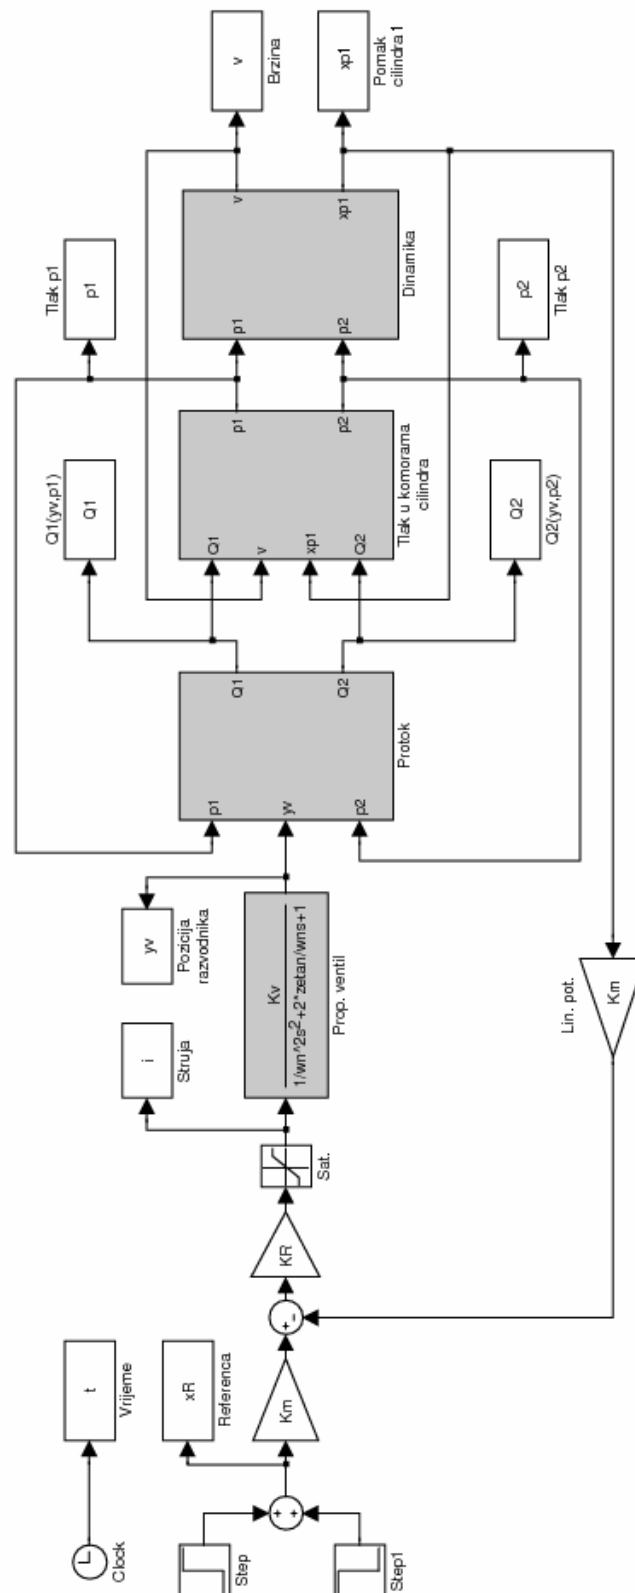 Clock
t
Vrijeme
Step
Step1
+
+
xR
Referenca
Km
+
−
KR
Sat.
i
Struja
Kv
1/wn^2s²+2*zetan/wns+1
Prop. ventil
yv
Pozicija
razvodnika
p1
yv
p2
Q1
Q2
Protok
Q1(yv,p1)
Q1
Q2
Q2(yv,p2)
Q1
v
xp1
Q2
p1
p2
Tlak u komorama
cilindra
Tlak p1
p1
p2
Tlak p2
p1
p2
v
xp1
Dinamika
v
Brzina
xp1
Pomak
cilindra 1
Lin. pot.
Km